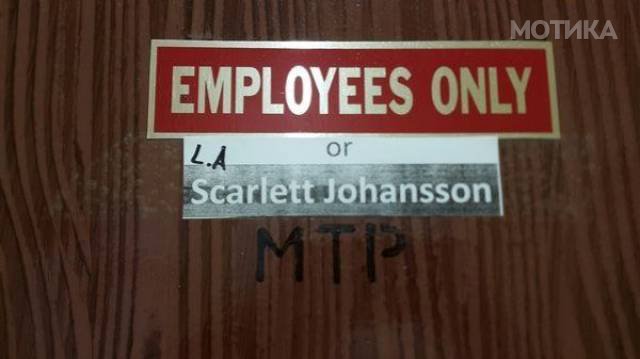 МОТИКА
EMPLOYEES ONLY
L.A or
Scarlett Johansson
MTP